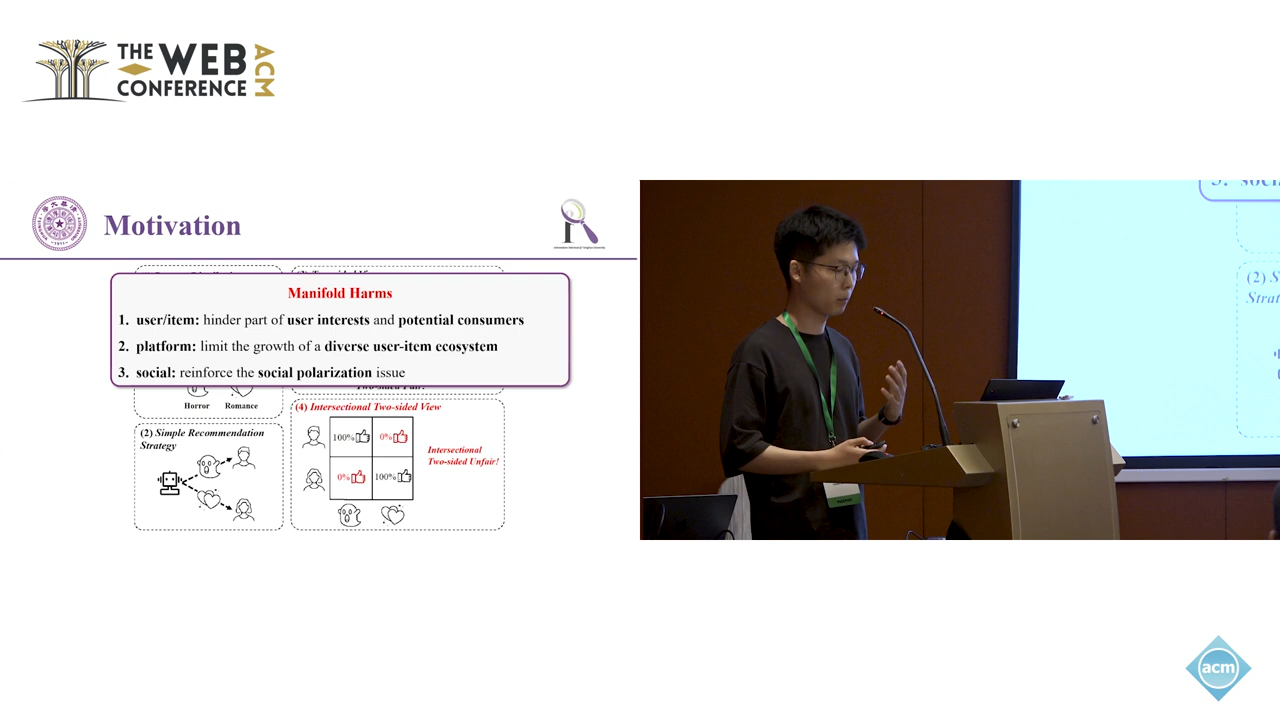 THE WEB
CONFERENCE
ACM
Motivation
Manifold Harms
1. user/item: hinder part of user interests and potential consumers
2. platform: limit the growth of a diverse user-item ecosystem
3. social: reinforce the social polarization issue
Horror Romance
(2) Simple Recommendation
Strategy
(4) Intersectional Two-sided View
100% 0%
0% 100%
Intersectional
Two-sided Unfair!
(2) S
Strat
acm